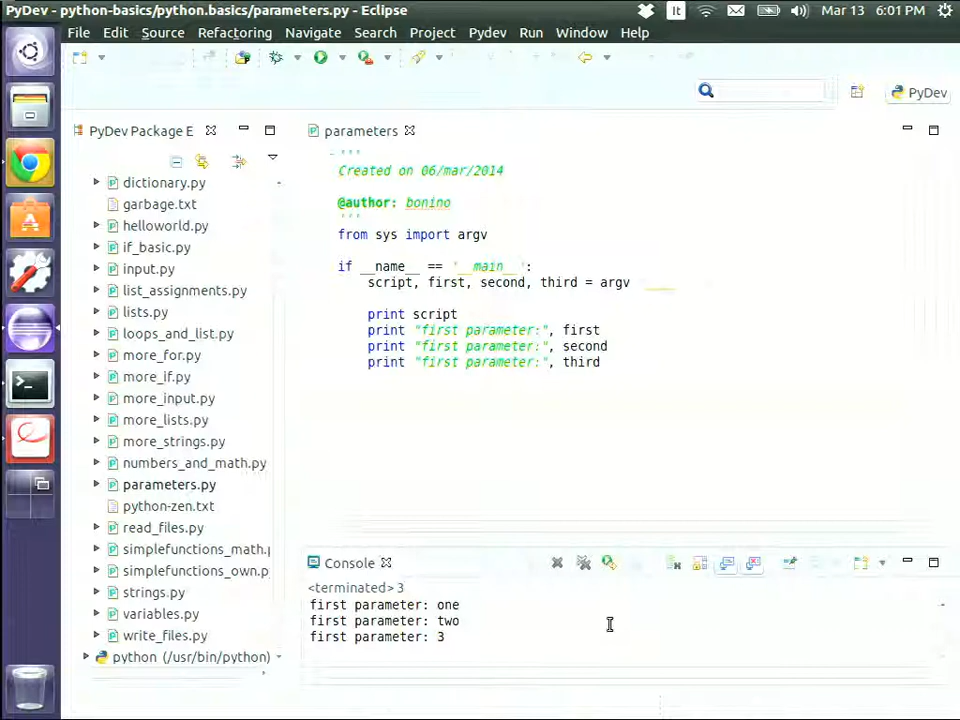 PyDev - python-basics/python.basics/parameters.py - Eclipse
It
Mar 13 6:01 PM
File Edit Source Refactoring Navigate Search Project Pydev Run Window Help
PyDev
PyDev Package E
parameters
dictionary.py
garbage.txt
helloworld.py
if_basic.py
input.py
list_assignments.py
lists.py
loops_and_list.py
more_for.py
more_if.py
more_input.py
more_lists.py
more_strings.py
numbers_and_math.py
parameters.py
python-zen.txt
read_files.py
simplefunctions_math.p
simplefunctions_own.p
strings.py
variables.py
write_files.py
python (/usr/bin/python)
'''
Created on 06/mar/2014
@author: bonino
'''
from sys import argv
if __name__ == '__main__':
script, first, second, third = argv
print script
print "first parameter:", first
print "first parameter:", second
print "first parameter:", third
Console
<terminated> 3
first parameter: one
first parameter: two
first parameter: 3